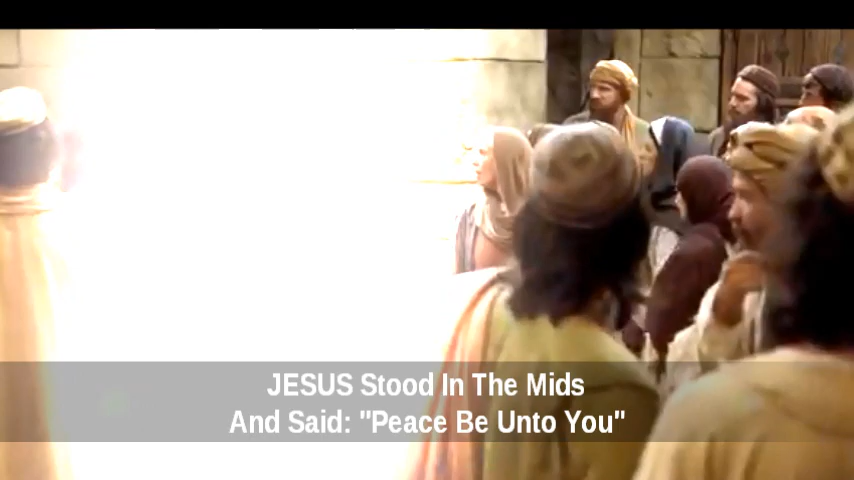 JESUS Stood In The Mids
And Said: "Peace Be Unto You"